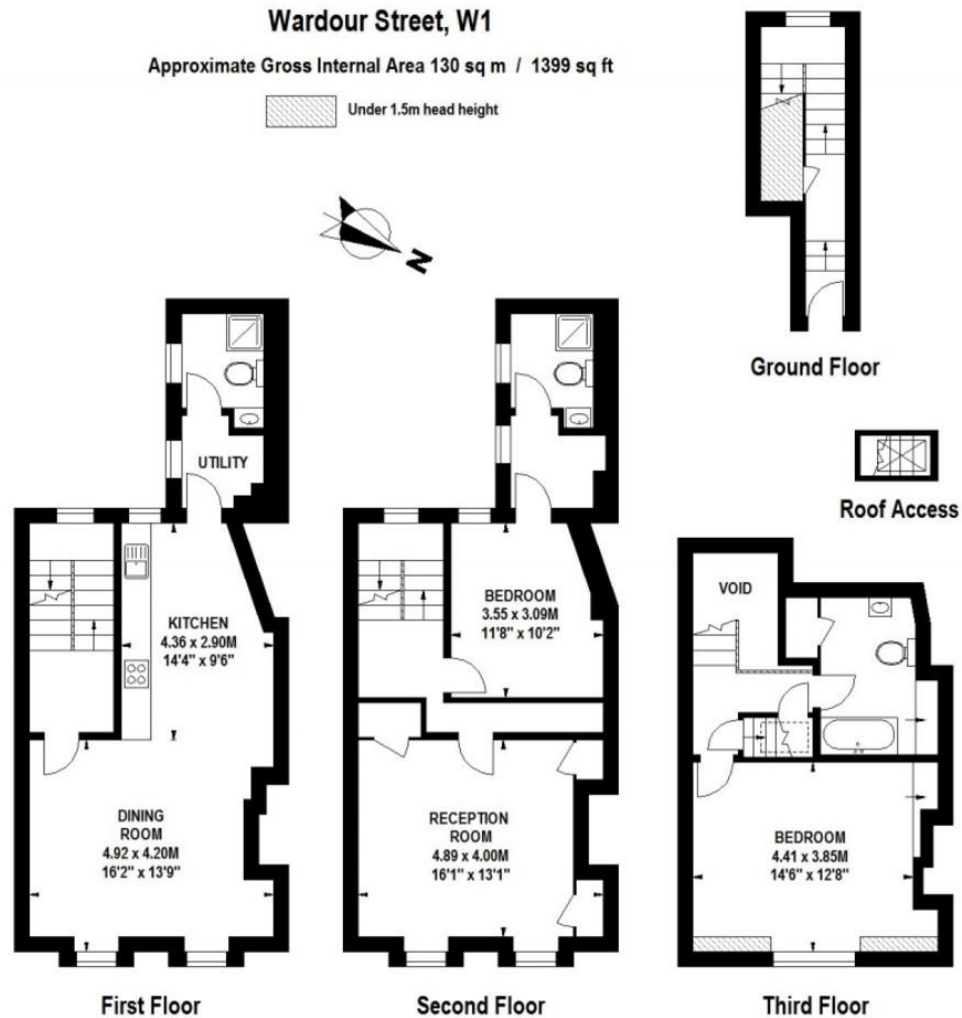 Wardour Street, W1
Approximate Gross Internal Area 130 sq m / 1399 sq ft
Under 1.5m head height
N
Ground Floor
Roof Access
UTILITY
KITCHEN
4.36 x 2.90M
14'4" x 9'6"
DINING
ROOM
4.92 x 4.20M
16'2" x 13'9"
First Floor
BEDROOM
3.55 x 3.09M
11'8" x 10'2"
RECEPTION
ROOM
4.89 x 4.00M
16'1" x 13'1"
Second Floor
VOID
BEDROOM
4.41 x 3.85M
14'6" x 12'8"
Third Floor